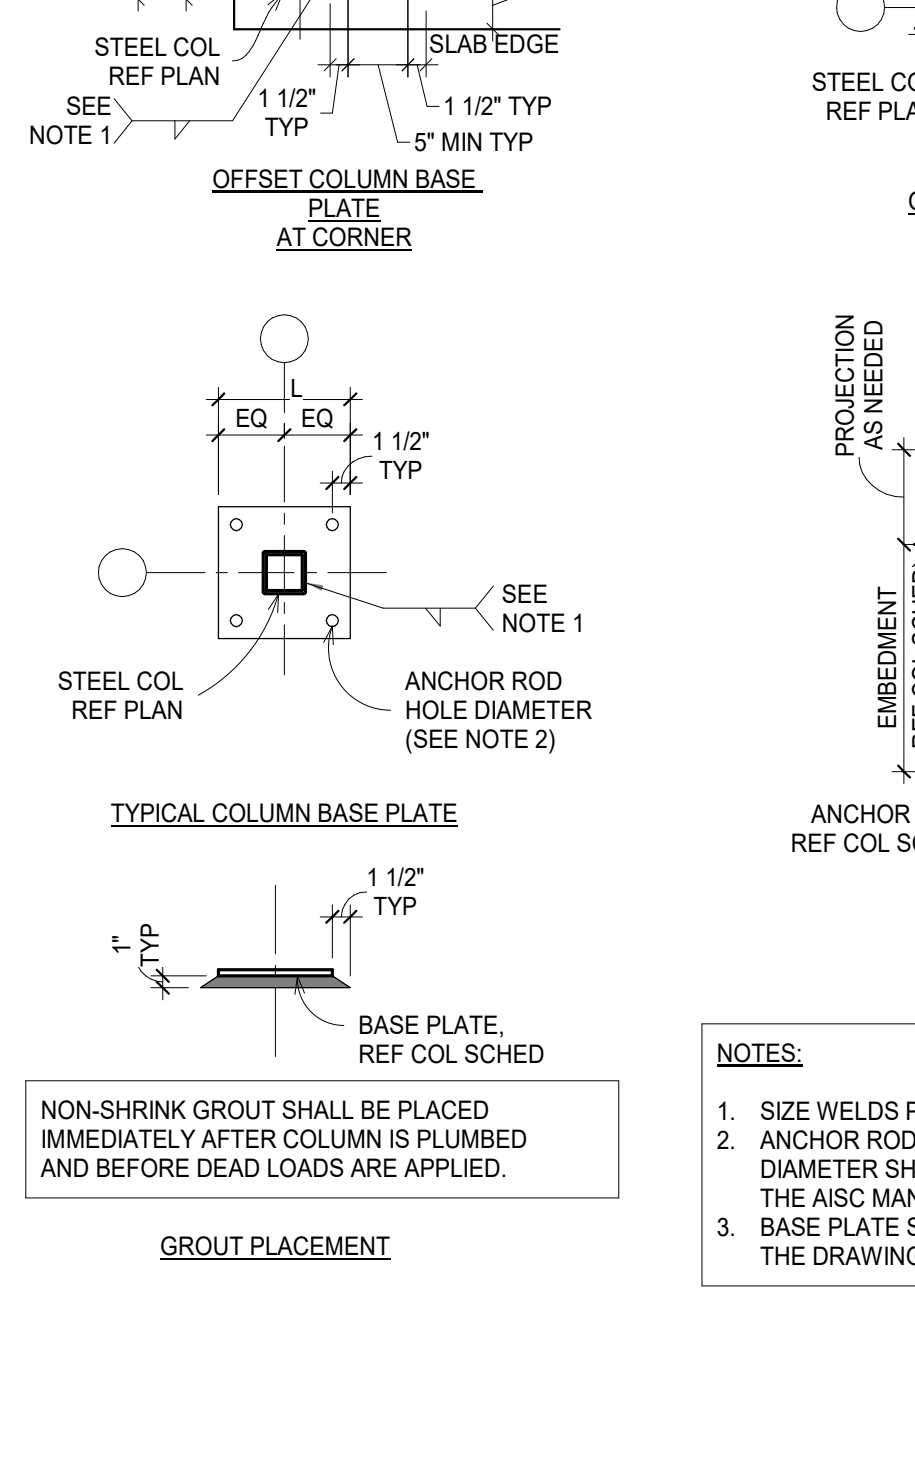 STEEL COL
REF PLAN
SLAB EDGE
SEE
NOTE 1
1 1/2"
TYP
1 1/2" TYP
5" MIN TYP
OFFSET COLUMN BASE
PLATE
AT CORNER
L
EQ
EQ
1 1/2"
TYP
SEE
NOTE 1
STEEL COL
REF PLAN
ANCHOR ROD
HOLE DIAMETER
(SEE NOTE 2)
TYPICAL COLUMN BASE PLATE
1 1/2"
TYP
1"
TYP
BASE PLATE,
REF COL SCHED
NON-SHRINK GROUT SHALL BE PLACED
IMMEDIATELY AFTER COLUMN IS PLUMBED
AND BEFORE DEAD LOADS ARE APPLIED.
GROUT PLACEMENT
STEEL
REF
PROJECTION
AS NEEDED
EMBEDMENT
ANCHOR
REF COL
NOTES:
1. SIZE WELDS
2. ANCHOR ROD
DIAMETER
THE AISC
3. BASE PLATE
THE